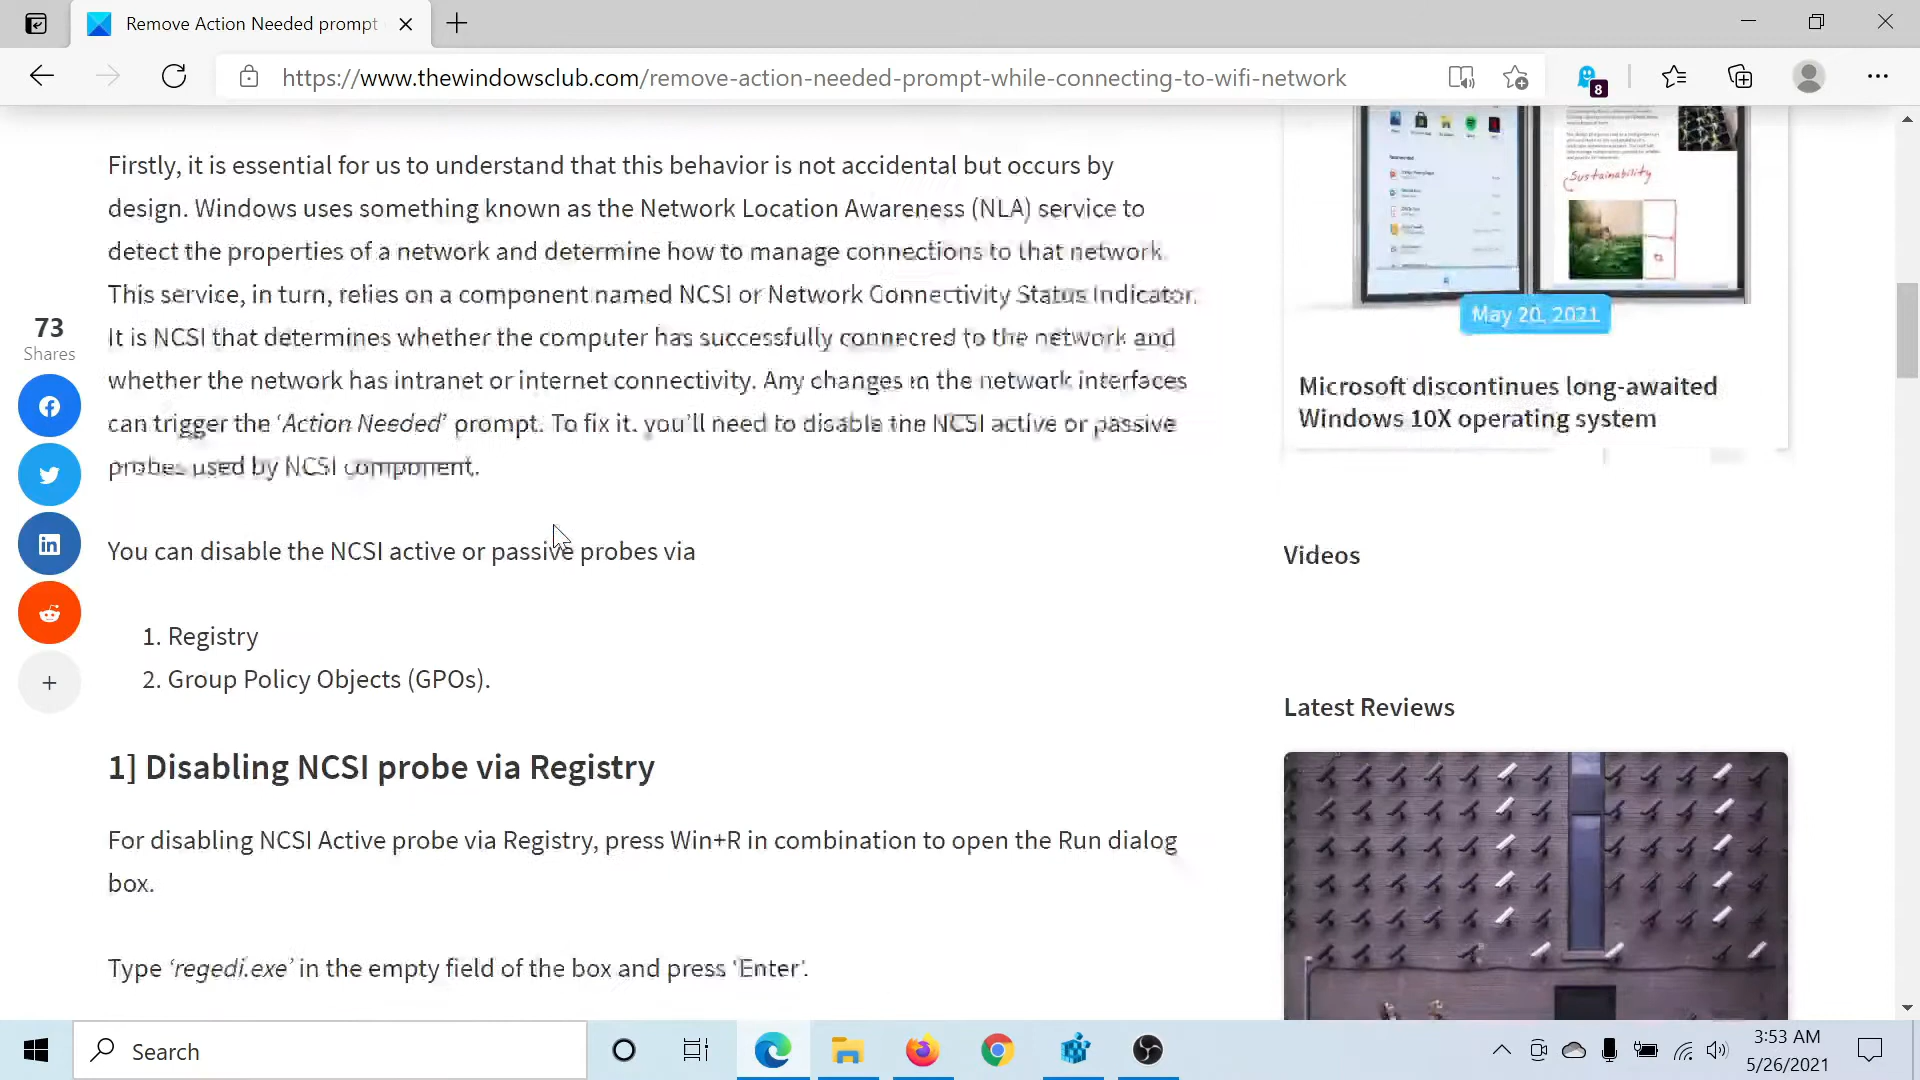 Remove Action Needed prompt
https://www.thewindowsclub.com/remove-action-needed-prompt-while-connecting-to-wifi-network
8
Firstly, it is essential for us to understand that this behavior is not accidental but occurs by
design. Windows uses something known as the Network Location Awareness (NLA) service to
detect the properties of a network and determine how to manage connections to that network.
This service, in turn, relies on a component named NCSI or Network Connectivity Status Indicator.
It is NCSI that determines whether the computer has successfully connected to the network and
whether the network has intranet or internet connectivity. Any changes in the network interfaces
can trigger the ‘Action Needed’ prompt. To fix it, you’ll need to disable the NCSI active or passive
probes used by NCSI component.
You can disable the NCSI active or passive probes via
1. Registry
2. Group Policy Objects (GPOs).
1] Disabling NCSI probe via Registry
For disabling NCSI Active probe via Registry, press Win+R in combination to open the Run dialog
box.
Type ‘regedi.exe’ in the empty field of the box and press ‘Enter’.
73
Shares
+
Sustainability
May 20, 2021
Microsoft discontinues long-awaited
Windows 10X operating system
Videos
Latest Reviews
Search
3:53 AM
5/26/2021